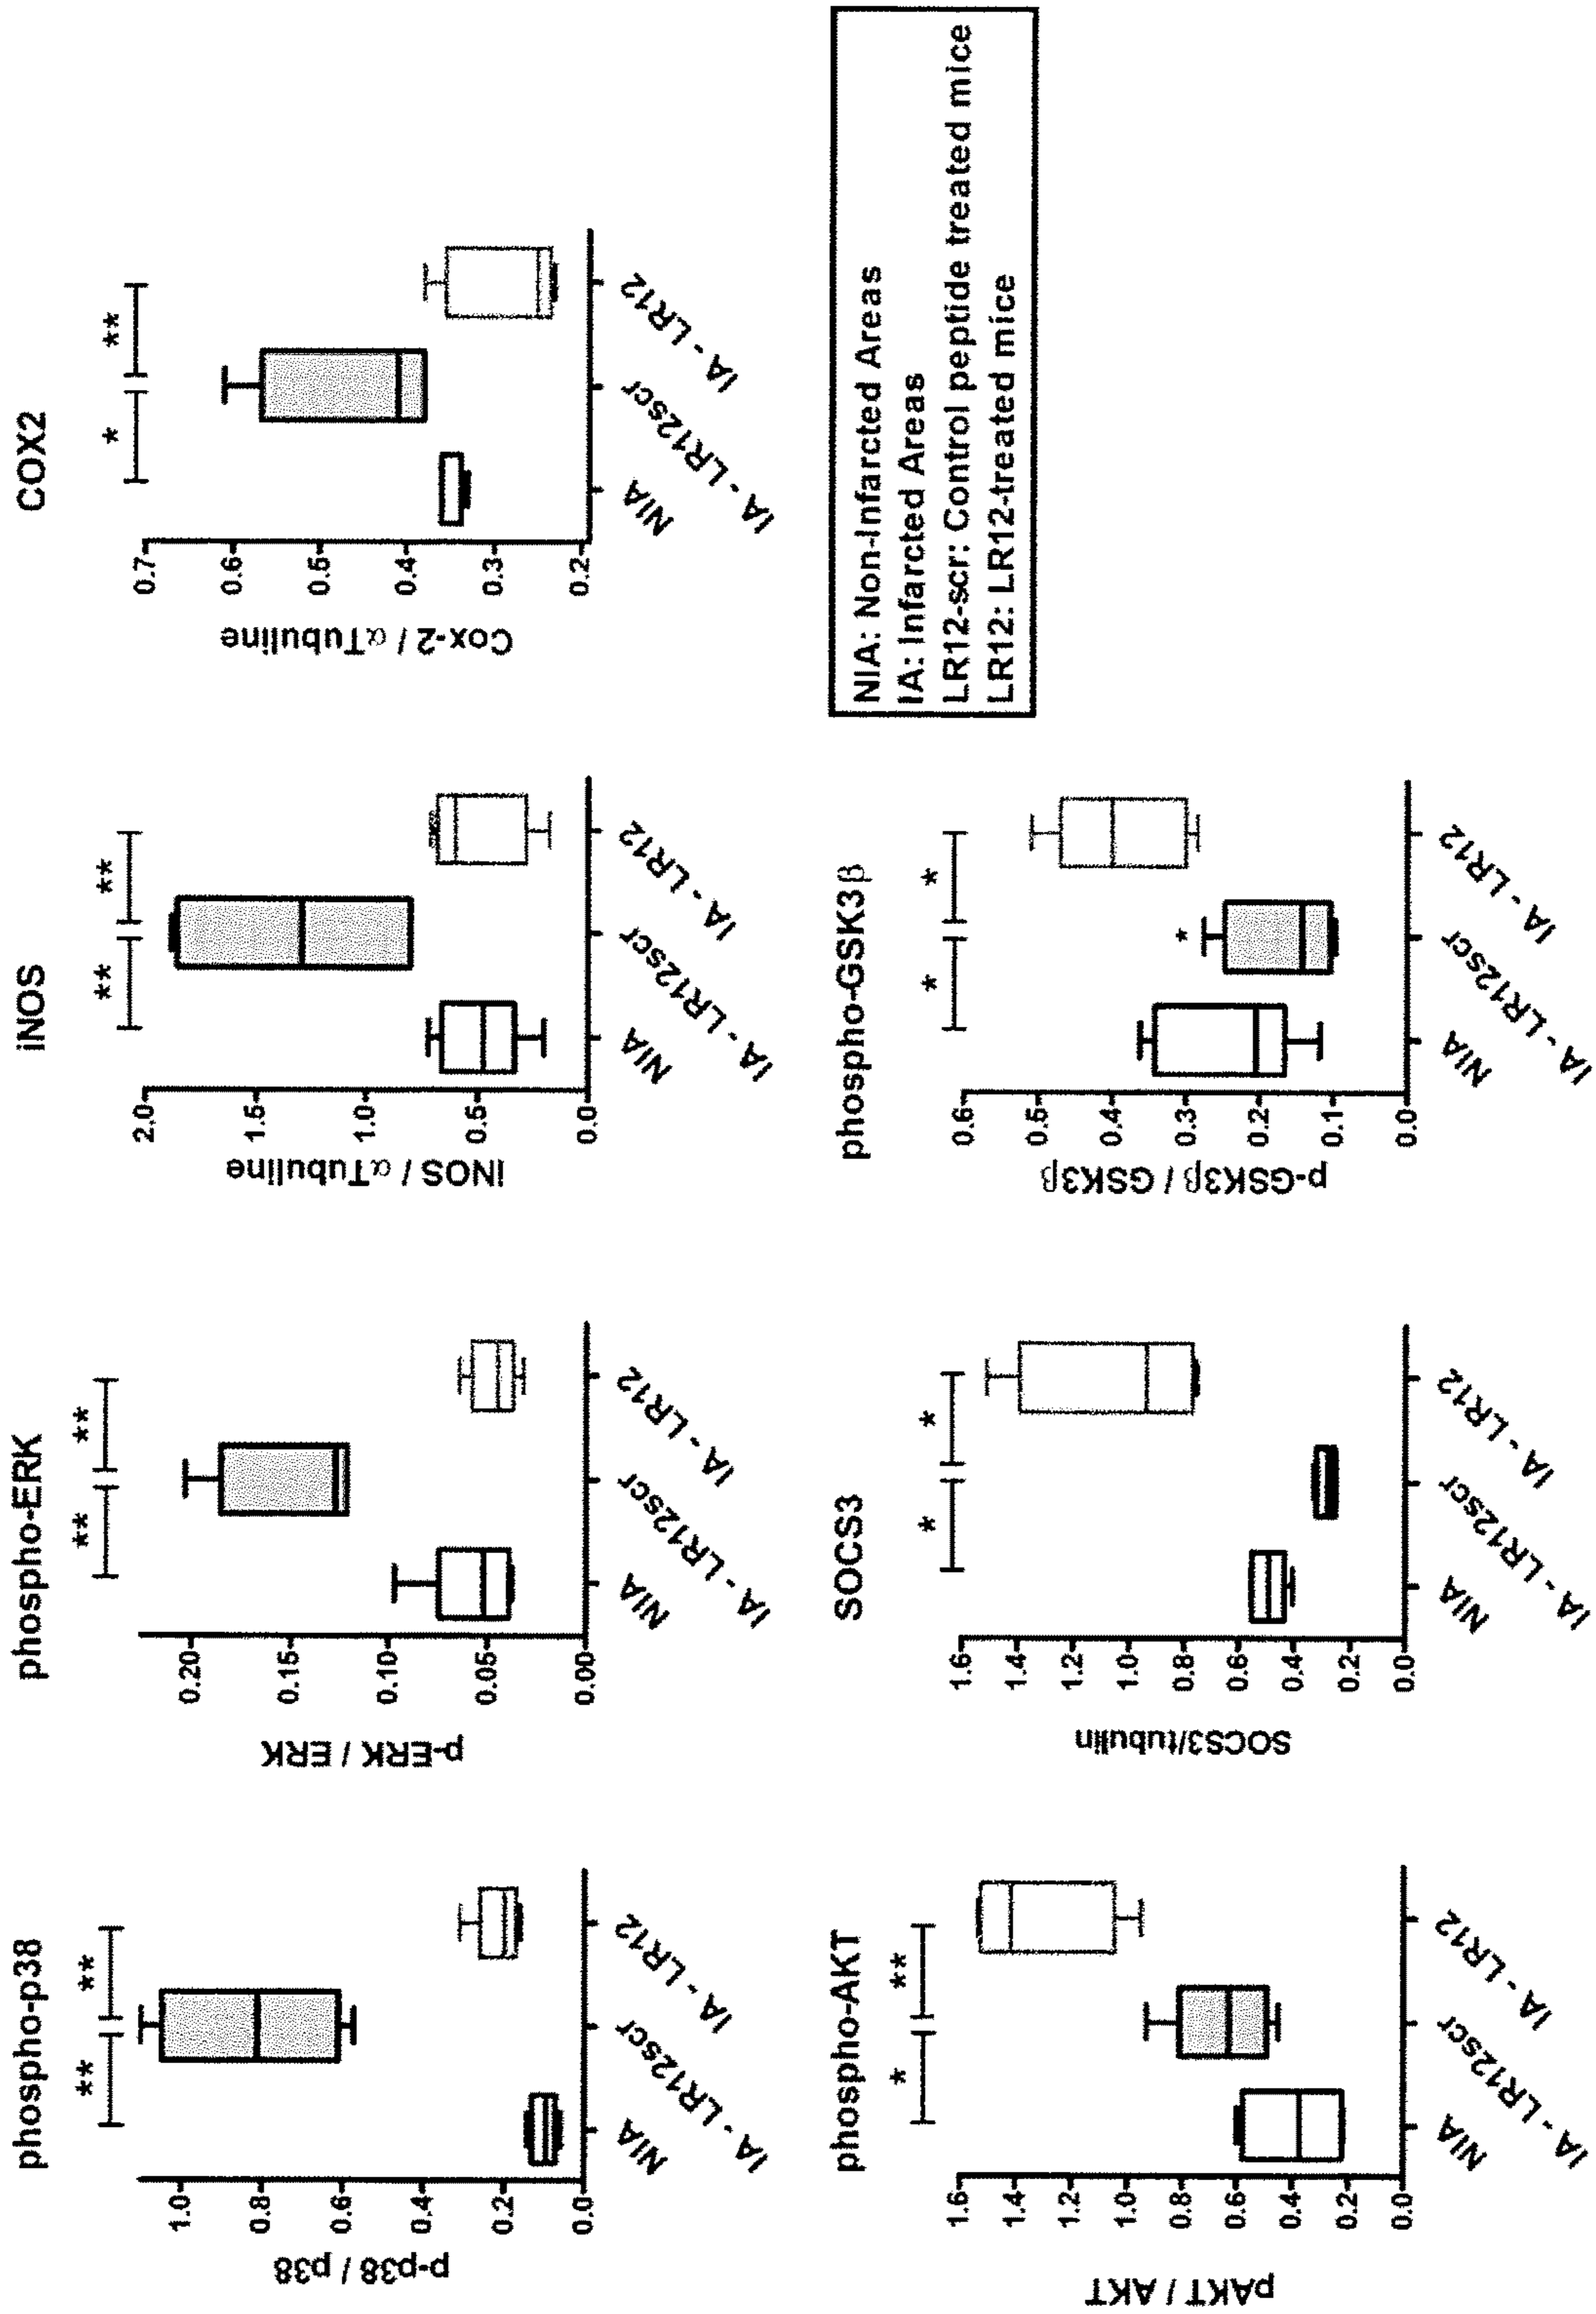 phospho-p38
p-p38 / p38
1.0
0.8
0.6
0.4
0.2
0.0
** **
NIA
IA - LR12scr
IA - LR12
phospho-ERK
p-ERK / ERK
0.20
0.15
0.10
0.05
0.00
** **
NIA
IA - LR12scr
IA - LR12
iNOS
iNOS / αTubuline
2.0
1.5
1.0
0.5
0.0
** **
NIA
IA - LR12scr
IA - LR12
COX2
Cox-2 / αTubuline
0.7
0.6
0.5
0.4
0.3
0.2
* **
NIA
IA - LR12scr
IA - LR12
phospho-AKT
pAKT / AKT
1.6
1.4
1.2
1.0
0.8
0.6
0.4
0.2
0.0
* **
NIA
IA - LR12scr
IA - LR12
SOCS3
SOCS3/tubulin
1.6
1.4
1.2
1.0
0.8
0.6
0.4
0.2
0.0
* *
NIA
IA - LR12scr
IA - LR12
phospho-GSK3β
p-GSK3β / GSK3β
0.6
0.5
0.4
0.3
0.2
0.1
0.0
* *
*
NIA
IA - LR12scr
IA - LR12
NIA: Non-Infarcted Areas
IA: Infarcted Areas
LR12-scr: Control peptide treated mice
LR12: LR12-treated mice